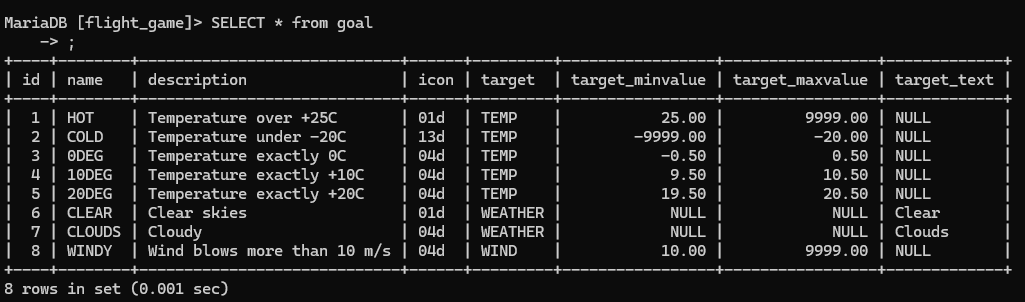 MariaDB [flight_game]> SELECT * from goal
    -> ;
+----+--------+-----------------------------+------+---------+-----------------+-----------------+-------------+
| id | name   | description                 | icon | target  | target_minvalue | target_maxvalue | target_text |
+----+--------+-----------------------------+------+---------+-----------------+-----------------+-------------+
|  1 | HOT    | Temperature over +25C       | 01d  | TEMP    |           25.00 |         9999.00 | NULL        |
|  2 | COLD   | Temperature under -20C      | 13d  | TEMP    |        -9999.00 |          -20.00 | NULL        |
|  3 | 0DEG   | Temperature exactly 0C      | 04d  | TEMP    |           -0.50 |            0.50 | NULL        |
|  4 | 10DEG  | Temperature exactly +10C    | 04d  | TEMP    |            9.50 |           10.50 | NULL        |
|  5 | 20DEG  | Temperature exactly +20C    | 04d  | TEMP    |           19.50 |           20.50 | NULL        |
|  6 | CLEAR  | Clear skies                 | 01d  | WEATHER |            NULL |            NULL | Clear       |
|  7 | CLOUDS | Cloudy                      | 04d  | WEATHER |            NULL |            NULL | Clouds      |
|  8 | WINDY  | Wind blows more than 10 m/s | 04d  | WIND    |           10.00 |         9999.00 | NULL        |
+----+--------+-----------------------------+------+---------+-----------------+-----------------+-------------+
8 rows in set (0.001 sec)